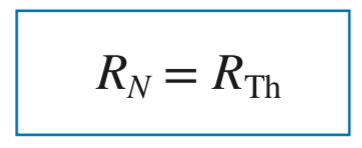 R_N = R_Th